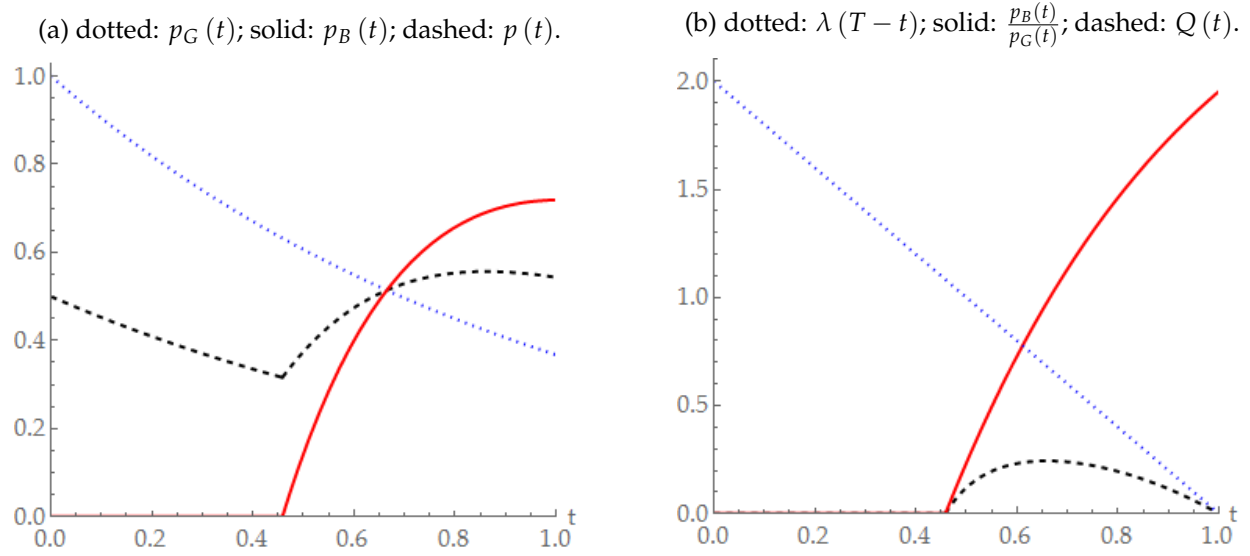 (a) dotted: p_G (t); solid: p_B (t); dashed: p (t).
1.0
0.8
0.6
0.4
0.2
0.0
0.0 0.2 0.4 0.6 0.8 1.0 t
(b) dotted: λ (T − t); solid: p_B(t)/p_G(t); dashed: Q (t).
2.0
1.5
1.0
0.5
0.0
0.0 0.2 0.4 0.6 0.8 1.0 t